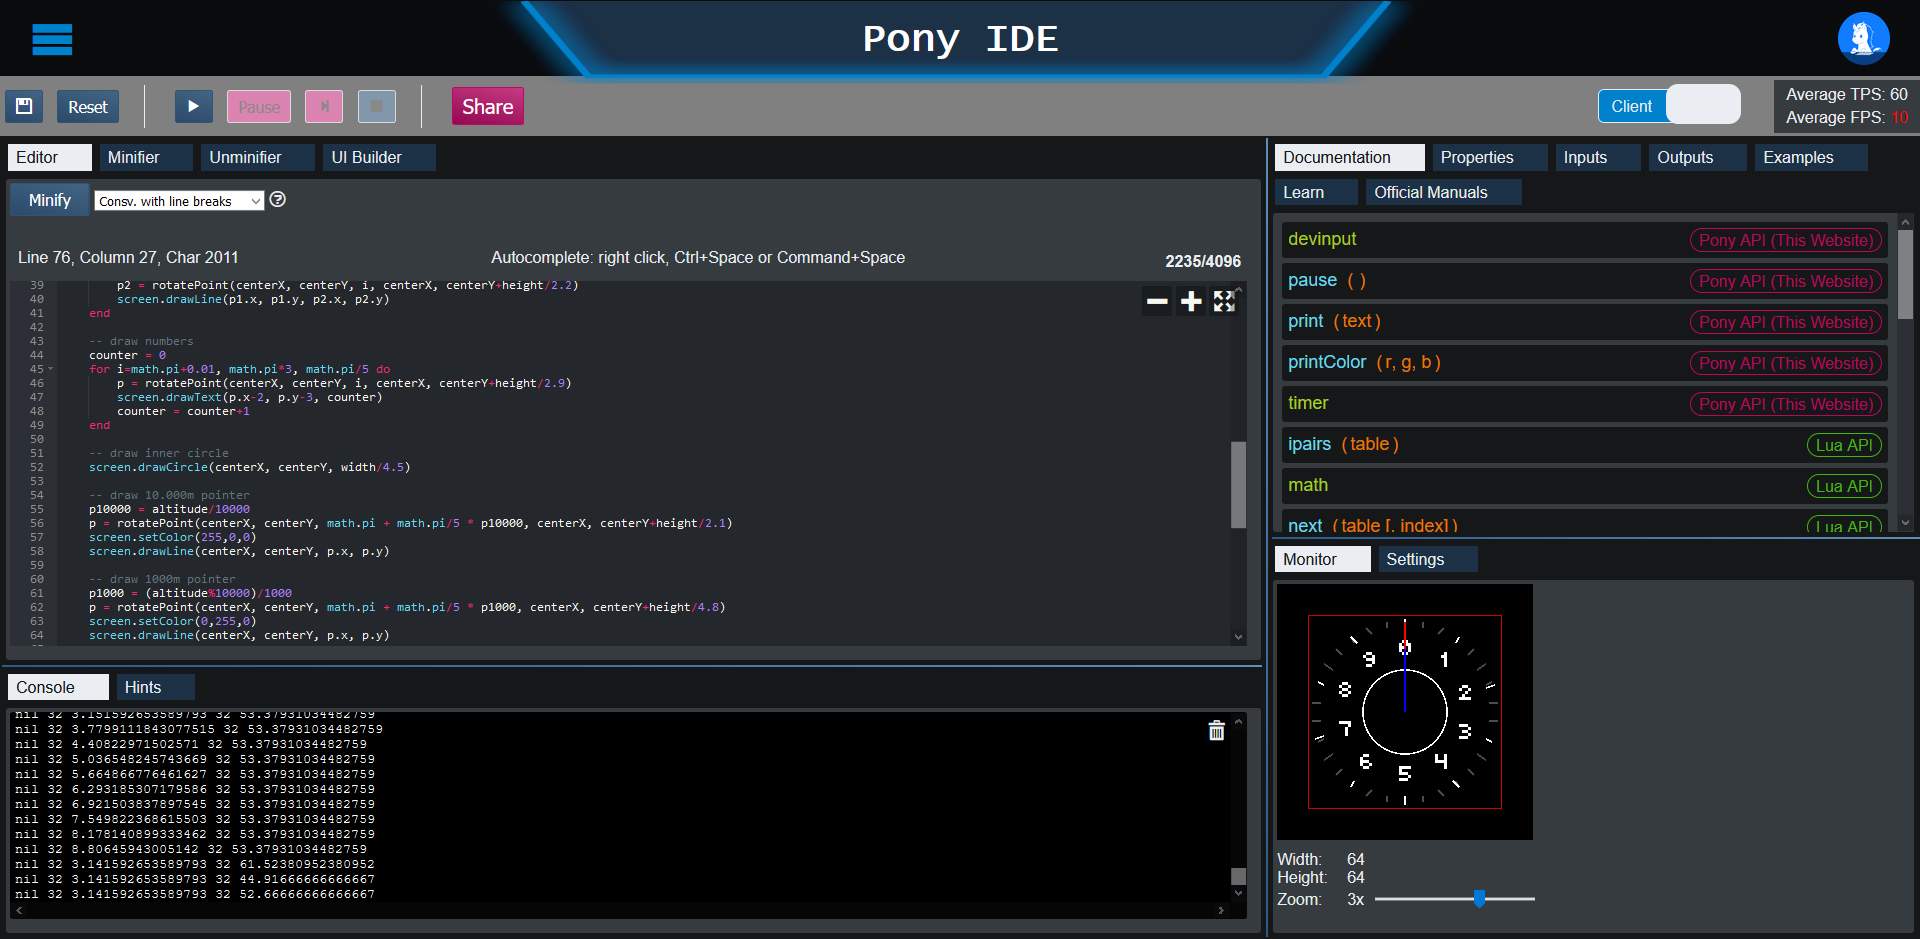 Pony IDE
Reset
Pause
Share
Client
Average TPS: 60
Average FPS: 10
Editor
Minifier
Unminifier
UI Builder
Minify
Consv. with line breaks
Line 76, Column 27, Char 2011
Autocomplete: right click, Ctrl+Space or Command+Space
2235/4096
39 p2 = rotatePoint(centerX, centerY, i, centerX, centerY+height/2.2)
40 screen.drawLine(p1.x, p1.y, p2.x, p2.y)
41 end
42
43 -- draw numbers
44 counter = 0
45 for i=math.pi+0.01, math.pi*3, math.pi/5 do
46 p = rotatePoint(centerX, centerY, i, centerX, centerY+height/2.9)
47 screen.drawText(p.x-2, p.y-3, counter)
48 counter = counter+1
49 end
50
51 -- draw inner circle
52 screen.drawCircle(centerX, centerY, width/4.5)
53
54 -- draw 10.000m pointer
55 p10000 = altitude/10000
56 p = rotatePoint(centerX, centerY, math.pi + math.pi/5 * p10000, centerX, centerY+height/2.1)
57 screen.setColor(255,0,0)
58 screen.drawLine(centerX, centerY, p.x, p.y)
59
60 -- draw 1000m pointer
61 p1000 = (altitude%10000)/1000
62 p = rotatePoint(centerX, centerY, math.pi + math.pi/5 * p1000, centerX, centerY+height/4.8)
63 screen.setColor(0,255,0)
64 screen.drawLine(centerX, centerY, p.x, p.y)
Console
Hints
nil 32 3.151592653589793 32 53.37931034482759
nil 32 3.7799111843077515 32 53.37931034482759
nil 32 4.40822971502571 32 53.37931034482759
nil 32 5.036548245743669 32 53.37931034482759
nil 32 5.664866776461627 32 53.37931034482759
nil 32 6.293185307179586 32 53.37931034482759
nil 32 6.921503837897545 32 53.37931034482759
nil 32 7.549822368615503 32 53.37931034482759
nil 32 8.178140899333462 32 53.37931034482759
nil 32 8.80645943005142 32 53.37931034482759
nil 32 3.141592653589793 32 61.52380952380952
nil 32 3.141592653589793 32 44.91666666666667
nil 32 3.141592653589793 32 52.66666666666667
Documentation
Properties
Inputs
Outputs
Examples
Learn
Official Manuals
devinput Pony API (This Website)
pause ( ) Pony API (This Website)
print (text) Pony API (This Website)
printColor (r, g, b) Pony API (This Website)
timer Pony API (This Website)
ipairs (table) Lua API
math Lua API
next (table [, index]) Lua API
Monitor
Settings
0
1
2
3
4
5
6
7
8
9
Width: 64
Height: 64
Zoom: 3x